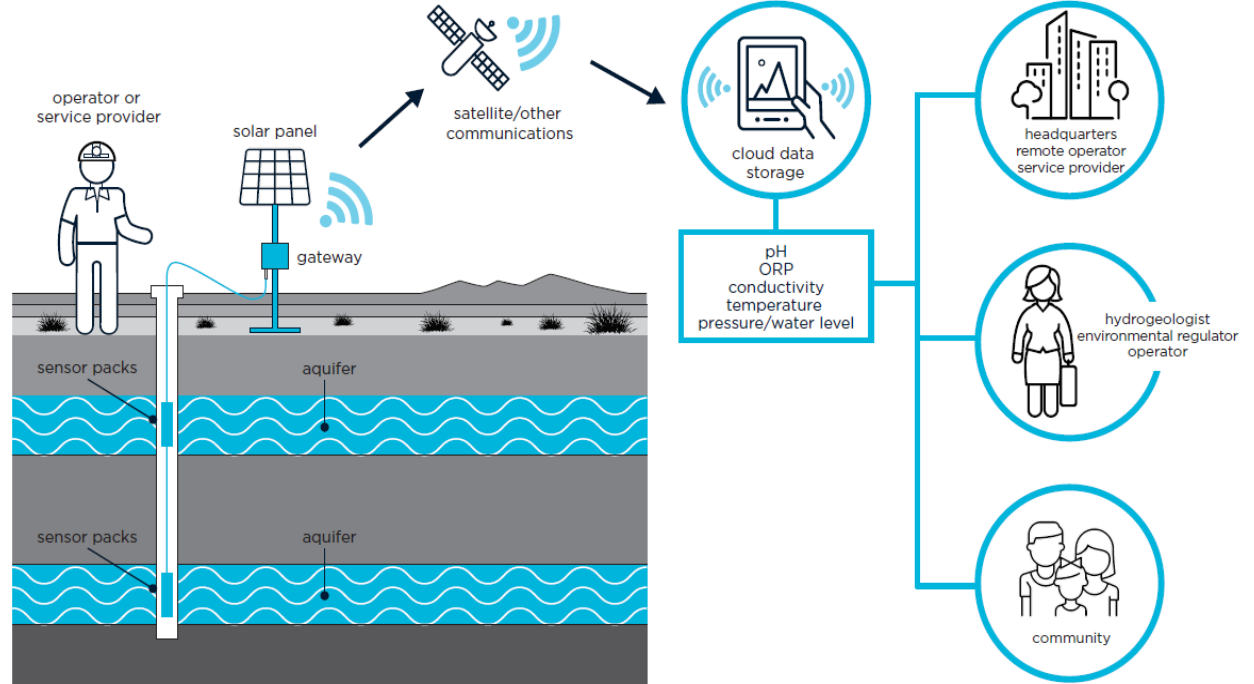 operator or
service provider
solar panel
gateway
satellite/other
communications
cloud data
storage
pH
ORP
conductivity
temperature
pressure/water level
headquarters
remote operator
service provider
hydrogeologist
environmental regulator
operator
community
sensor packs
aquifer
sensor packs
aquifer